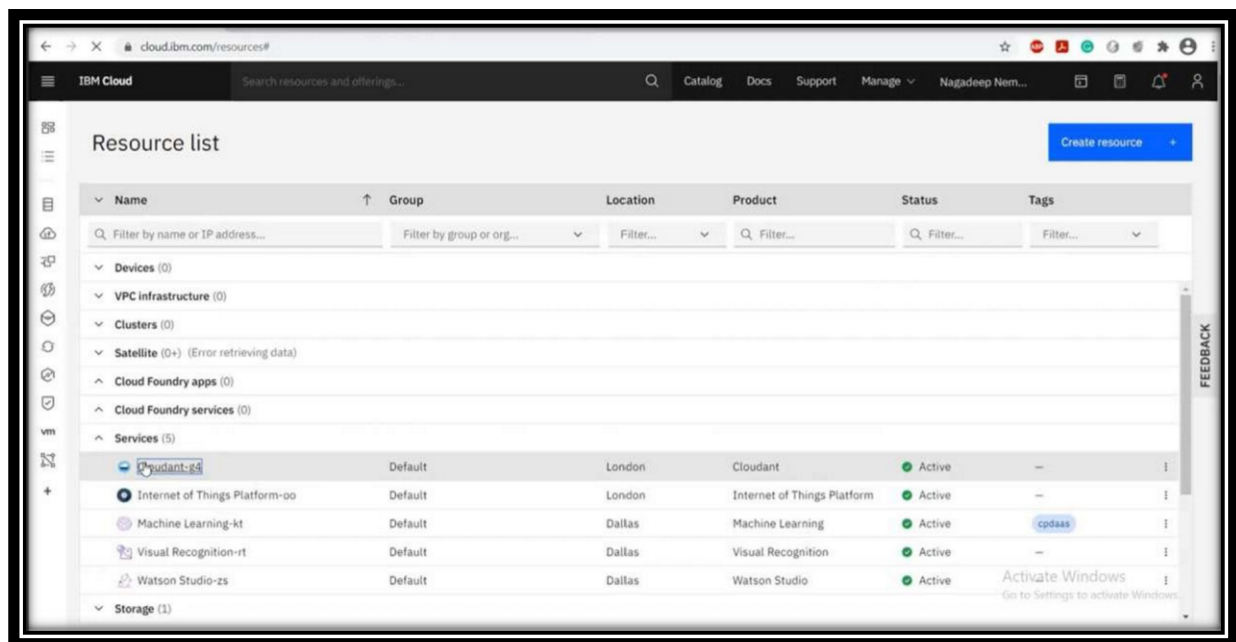 cloud.ibm.com/resources#
IBM Cloud Search resources and offerings... Catalog Docs Support Manage Nagadeep Nem...
Resource list
Create resource +
Name Group Location Product Status Tags
Filter by name or IP address... Filter by group or org... Filter... Filter... Filter... Filter...
Devices (0)
VPC infrastructure (0)
Clusters (0)
Satellite (0+) (Error retrieving data)
Cloud Foundry apps (0)
Cloud Foundry services (0)
vm
Services (5)
Cloudant-g4 Default London Cloudant Active –
Internet of Things Platform-oo Default London Internet of Things Platform Active –
Machine Learning-kt Default Dallas Machine Learning Active cpdaas
Visual Recognition-rt Default Dallas Visual Recognition Active –
Watson Studio-zs Default Dallas Watson Studio Active
Storage (1)
FEEDBACK
Activate Windows
Go to Settings to activate Windows.